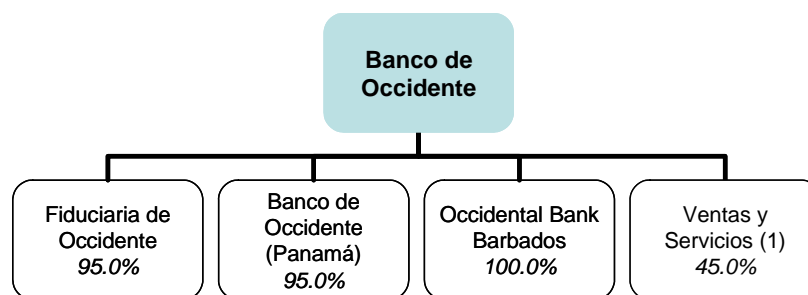 Banco de
Occidente
Fiduciaria de
Occidente
95.0%
Banco de
Occidente
(Panamá)
95.0%
Occidental Bank
Barbados
100.0%
Ventas y
Servicios (1)
45.0%